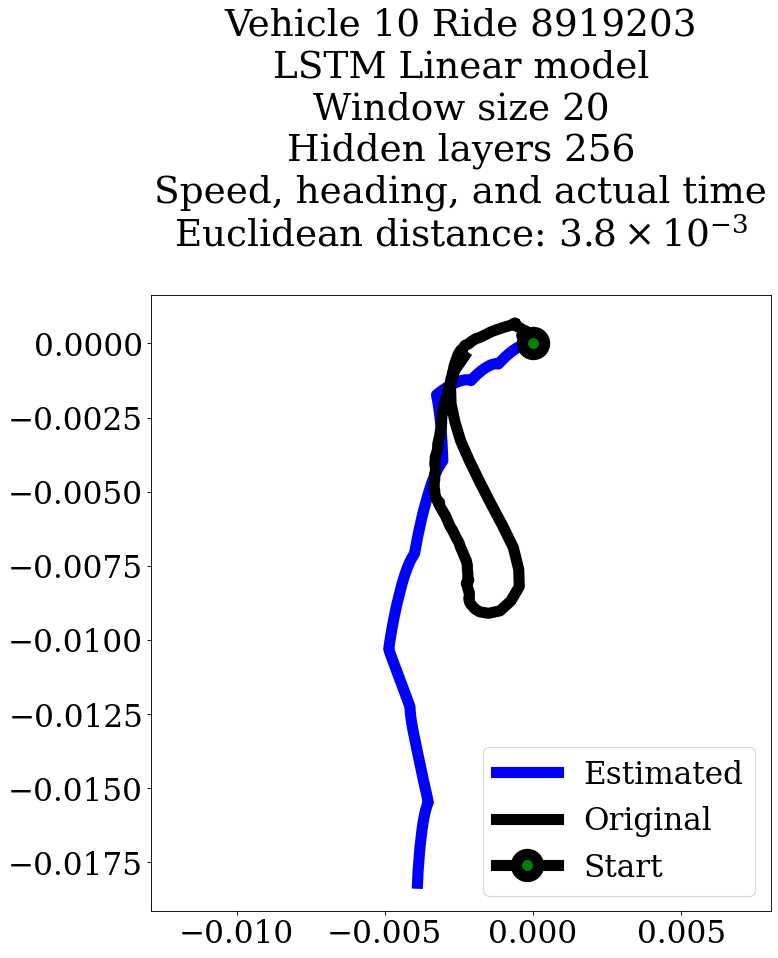 Vehicle 10 Ride 8919203
LSTM Linear model
Window size 20
Hidden layers 256
Speed, heading, and actual time
Euclidean distance: 3.8 × 10⁻³
0.0000
−0.0025
−0.0050
−0.0075
−0.0100
−0.0125
−0.0150
−0.0175
Estimated
Original
Start
−0.010 −0.005 0.000 0.005